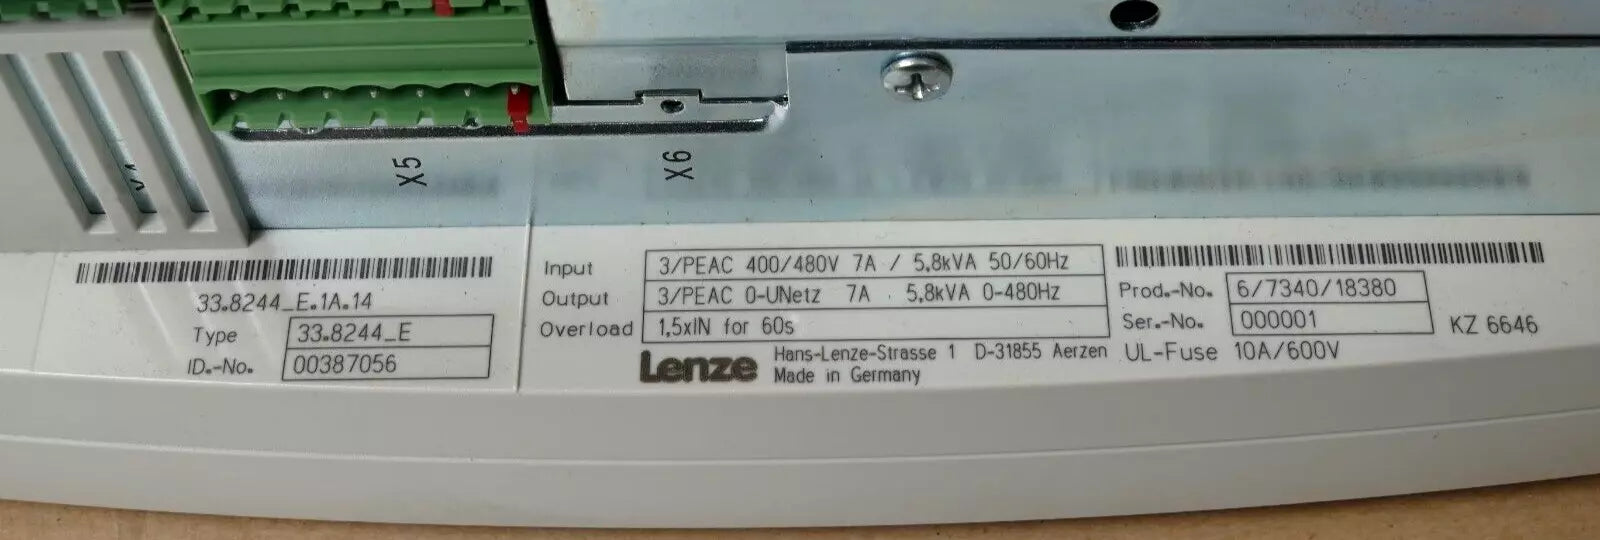 X5
X6
33.8244_E.1A.14
Type 33.8244_E
ID.-No. 00387056
Input 3/PEAC 400/480V 7A / 5,8kVA 50/60Hz
Output 3/PEAC 0-UNetz 7A . 5,8kVA 0-480Hz
Overload 1,5xIN for 60s
Lenze Hans-Lenze-Strasse 1 D-31855 Aerzen
Made in Germany
Prod.-No. 6/7340/18380
Ser.-No. 000001 KZ 6646
UL-Fuse 10A/600V